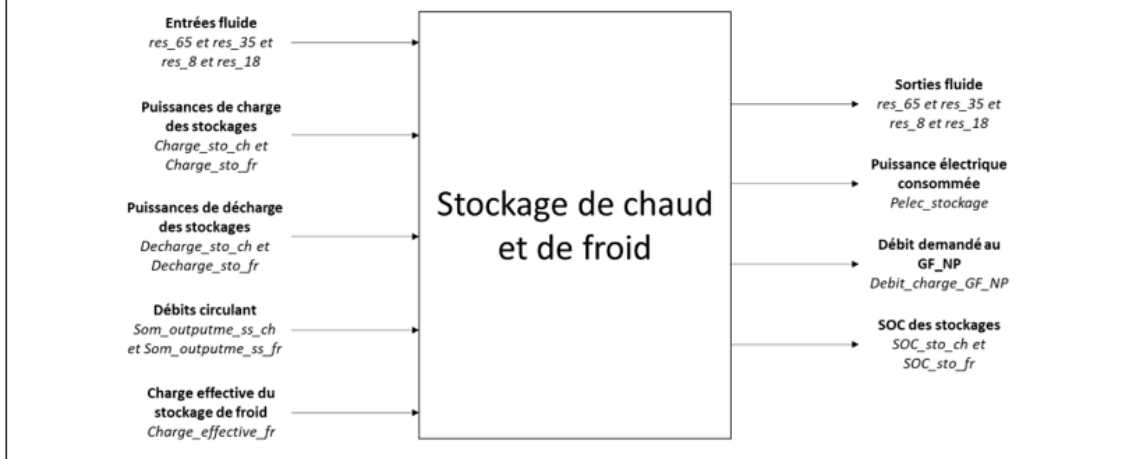 Entrées fluide
res_65 et res_35 et
res_8 et res_18
Puissances de charge
des stockages
Charge_sto_ch et
Charge_sto_fr
Puissances de décharge
des stockages
Decharge_sto_ch et
Decharge_sto_fr
Débits circulant
Som_outputme_ss_ch
et Som_outputme_ss_fr
Charge effective du
stockage de froid
Charge_effective_fr
Stockage de chaud
et de froid
Sorties fluide
res_65 et res_35 et
res_8 et res_18
Puissance électrique
consommée
Pelec_stockage
Débit demandé au
GF_NP
Debit_charge_GF_NP
SOC des stockages
SOC_sto_ch et
SOC_sto_fr